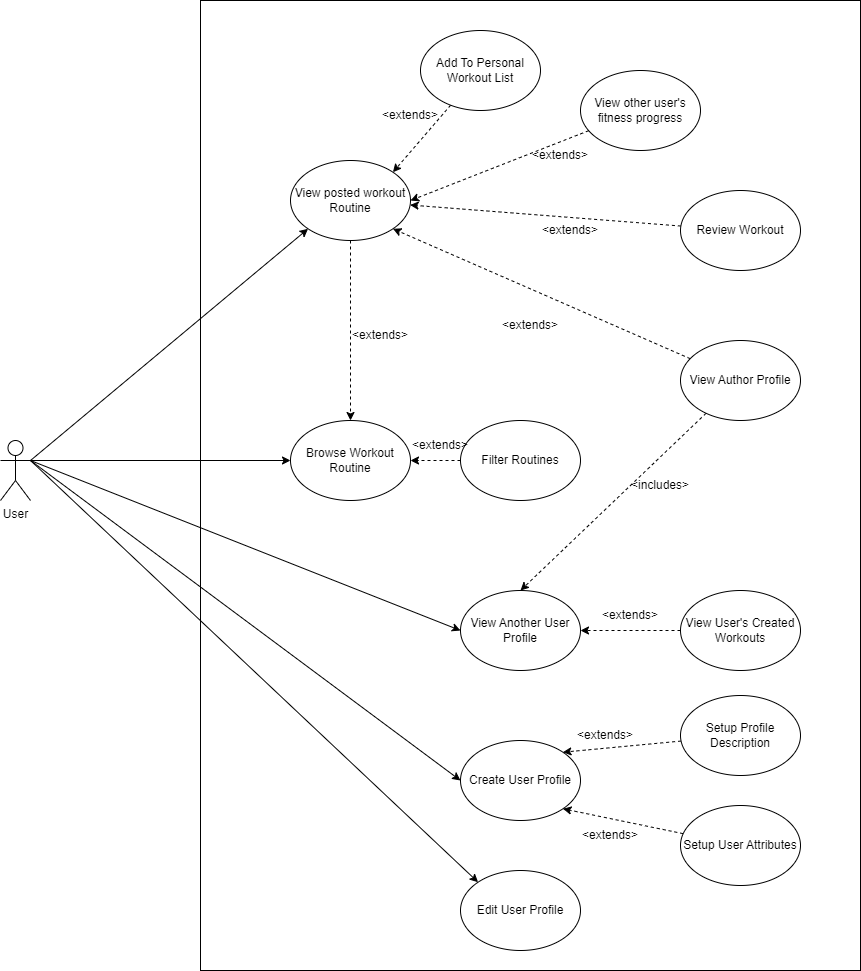 Add To Personal
Workout List
<extends>
View other user's
fitness progress
<extends>
View posted workout
Routine
Review Workout
<extends>
<extends>
<extends>
View Author Profile
Browse Workout
Routine
<extends>
Filter Routines
User
<includes>
View Another User
Profile
<extends>
View User's Created
Workouts
Setup Profile
Description
<extends>
Create User Profile
<extends>
Setup User Attributes
Edit User Profile